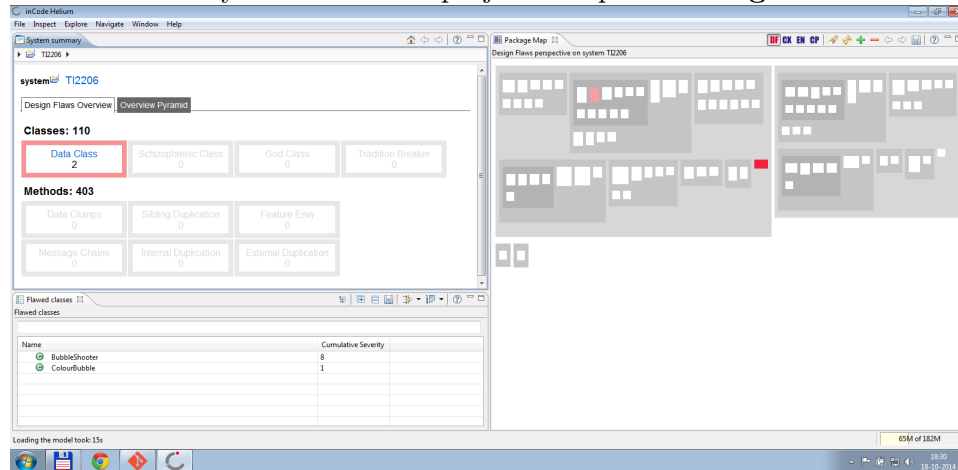 inCode Helium
File Inspect Explore Navigate Window Help
System summary
TI2206
system TI2206
Design Flaws Overview Overview Pyramid
Classes: 110
Data Class
2
Schizophrenic Class
0
God Class
0
Tradition Breaker
0
Methods: 403
Data Clumps
0
Sibling Duplication
0
Feature Envy
0
Message Chains
0
Internal Duplication
0
External Duplication
0
Flawed classes
Flawed classes
Name Cumulative Severity
BubbleShooter 8
ColourBubble 1
Package Map
DF CX EN CP
Design Flaws perspective on system TI2206
Loading the model took: 15s
65M of 182M
18:30
18-10-2014